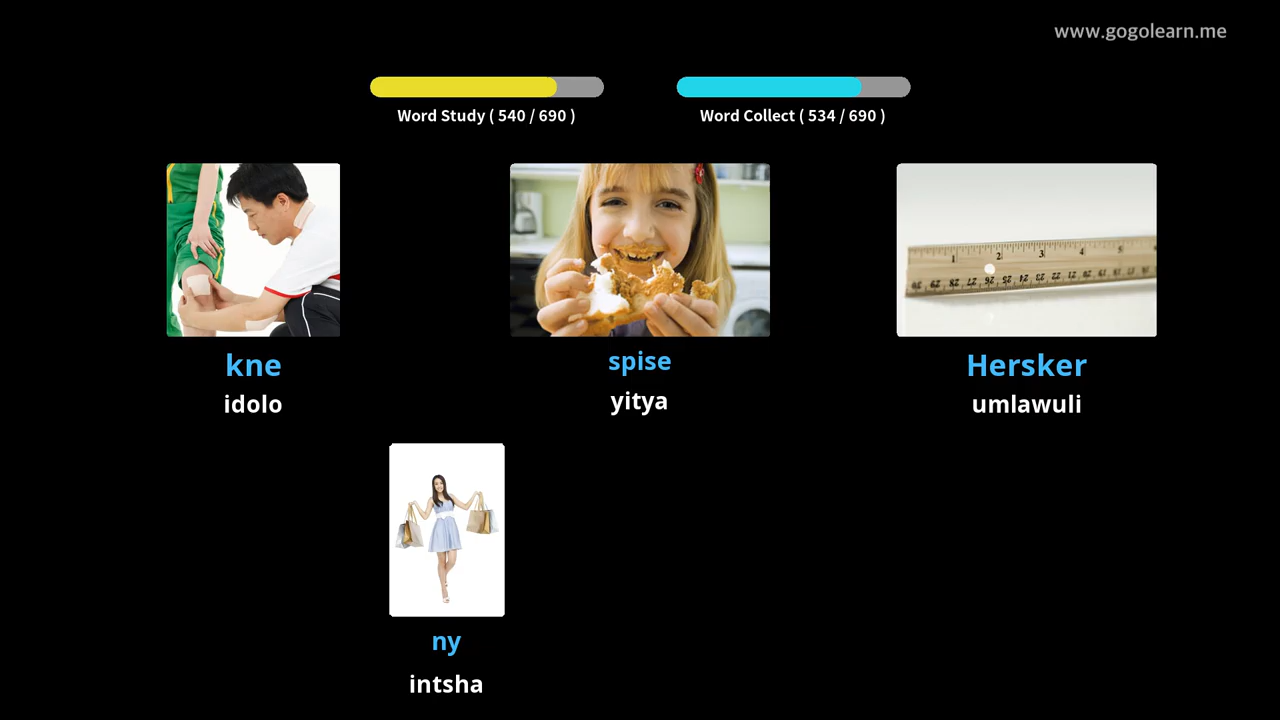 www.gogolearn.me
Word Study ( 540 / 690 )
Word Collect ( 534 / 690 )
kne
idolo
spise
yitya
Hersker
umlawuli
ny
intsha